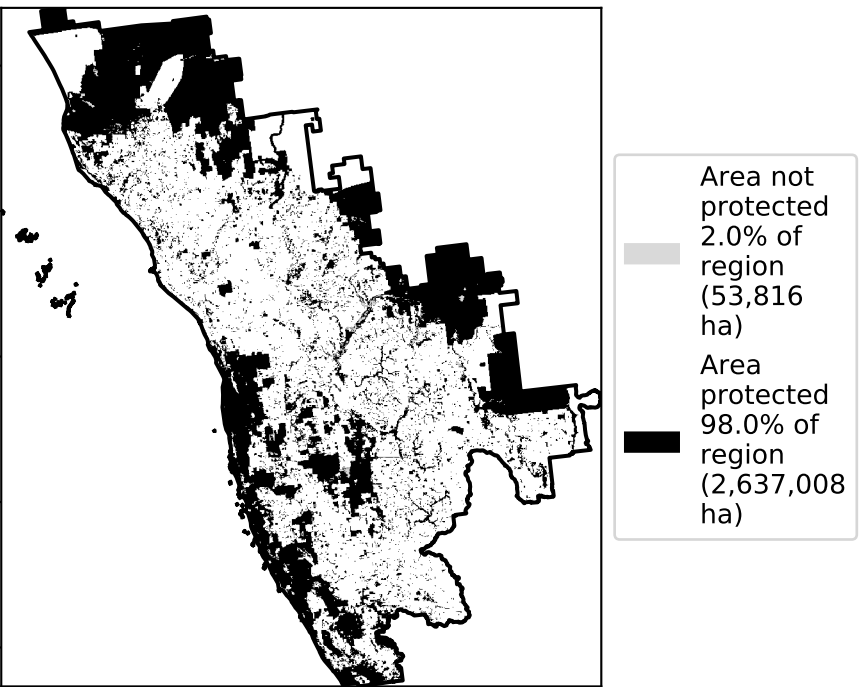 Area not
protected
2.0% of
region
(53,816
ha)
Area
protected
98.0% of
region
(2,637,008
ha)